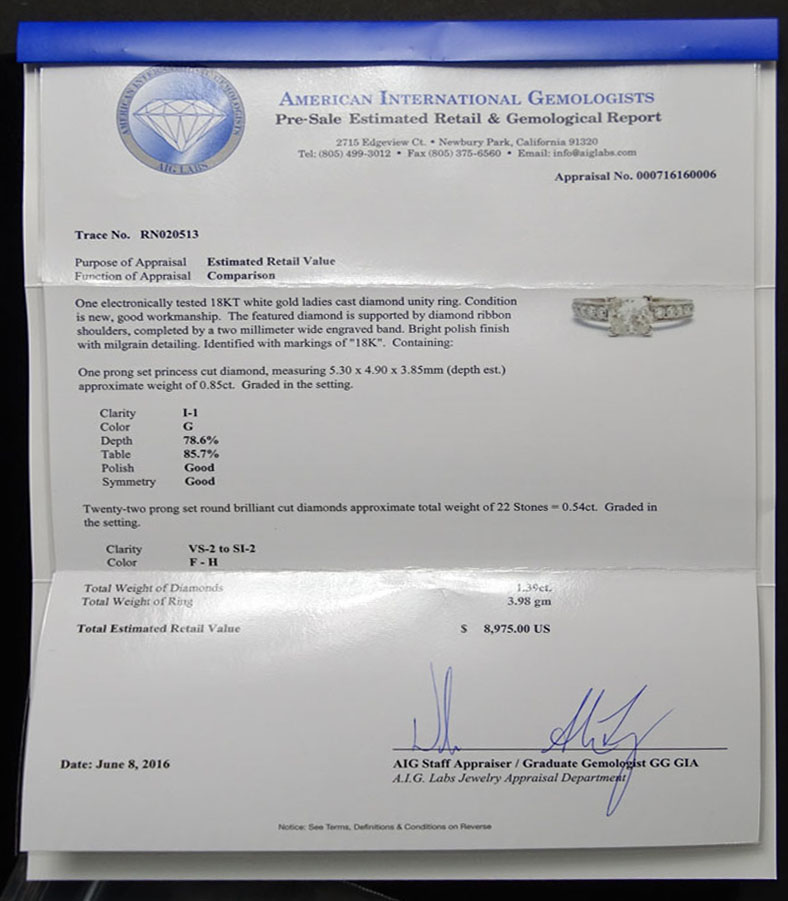 AMERICAN INTERNATIONAL GEMOLOGISTS
AIG LABS
AMERICAN INTERNATIONAL GEMOLOGISTS
Pre-Sale Estimated Retail & Gemological Report
2715 Edgeview Ct. • Newbury Park, California 91320
Tel: (805) 499-3012 • Fax (805) 375-6560 • Email: info@aiglabs.com
Appraisal No. 000716160006
Trace No. RN020513
Purpose of Appraisal Estimated Retail Value
Function of Appraisal Comparison
One electronically tested 18KT white gold ladies cast diamond unity ring. Condition
is new, good workmanship. The featured diamond is supported by diamond ribbon
shoulders, completed by a two millimeter wide engraved band. Bright polish finish
with milgrain detailing. Identified with markings of "18K". Containing:
One prong set princess cut diamond, measuring 5.30 x 4.90 x 3.85mm (depth est.)
approximate weight of 0.85ct. Graded in the setting.
Clarity I-1
Color G
Depth 78.6%
Table 85.7%
Polish Good
Symmetry Good
Twenty-two prong set round brilliant cut diamonds approximate total weight of 22 Stones = 0.54ct. Graded in
the setting.
Clarity VS-2 to SI-2
Color F - H
Total Weight of Diamonds 1.39ct.
Total Weight of Ring 3.98 gm
Total Estimated Retail Value $ 8,975.00 US
Date: June 8, 2016
AIG Staff Appraiser / Graduate Gemologist GG GIA
A.I.G. Labs Jewelry Appraisal Department
Notice: See Terms, Definitions & Conditions on Reverse